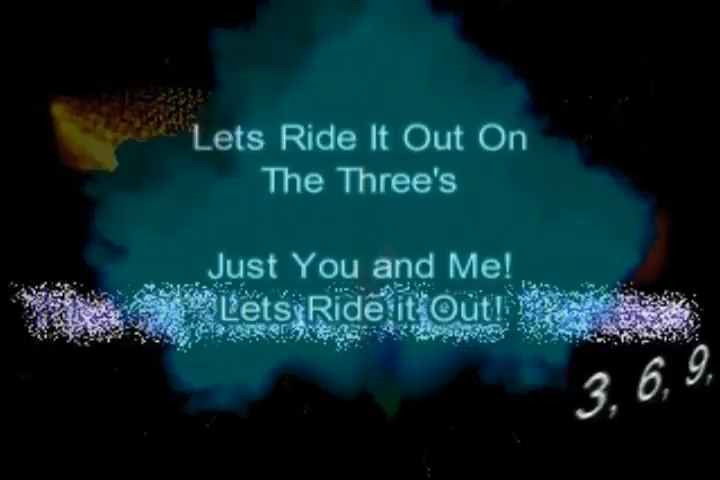 Lets Ride It Out On
The Three's
Just You and Me!
Lets Ride it Out!
3, 6, 9,